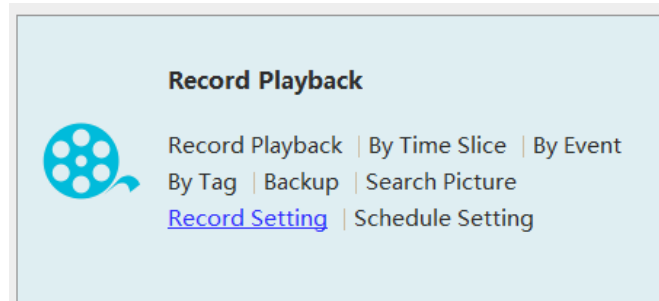 Record Playback
Record Playback | By Time Slice | By Event
By Tag | Backup | Search Picture
Record Setting | Schedule Setting